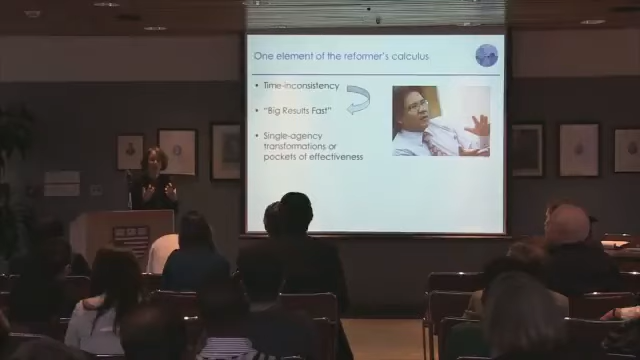 One element of the reformer's calculus
• Time-inconsistency
• "Big Results Fast"
• Single-agency
transformations or
pockets of effectiveness